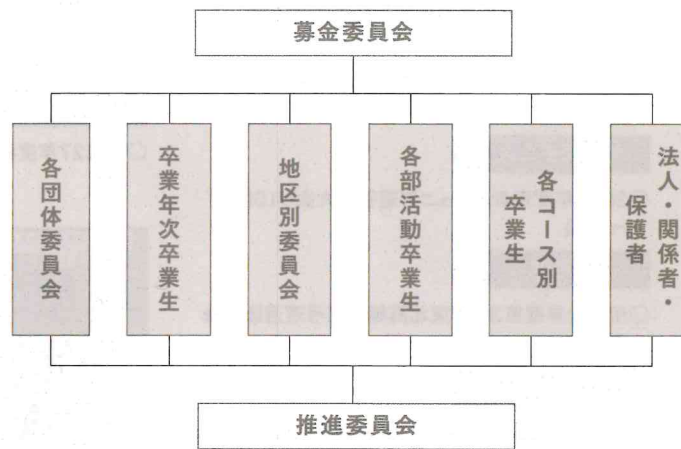 募金委員会
各団体委員会
卒業年次卒業生
地区別委員会
各部活動卒業生
各コース別
卒業生
法人・関係者・
保護者
推進委員会